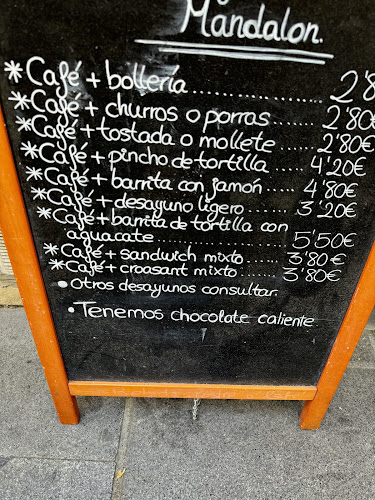 Mandalon.
*Café + bollería .................. 2'8
*Café + churros o porras ........ 2'80
*Café + tostada o mollete ....... 2'80€
*Café + pincho de tortilla ...... 4'20€
*Café + barrita con jamón ..... 4'80€
*Café + desayuno ligero ....... 3'20€
*Café + barrita de tortilla con
aguacate ........................ 5'50€
*Café + sandwich mixto ...... 3'80€
*Café + croasant mixto ...... 3'80€
• Otros desayunos consultar.
• Tenemos chocolate caliente